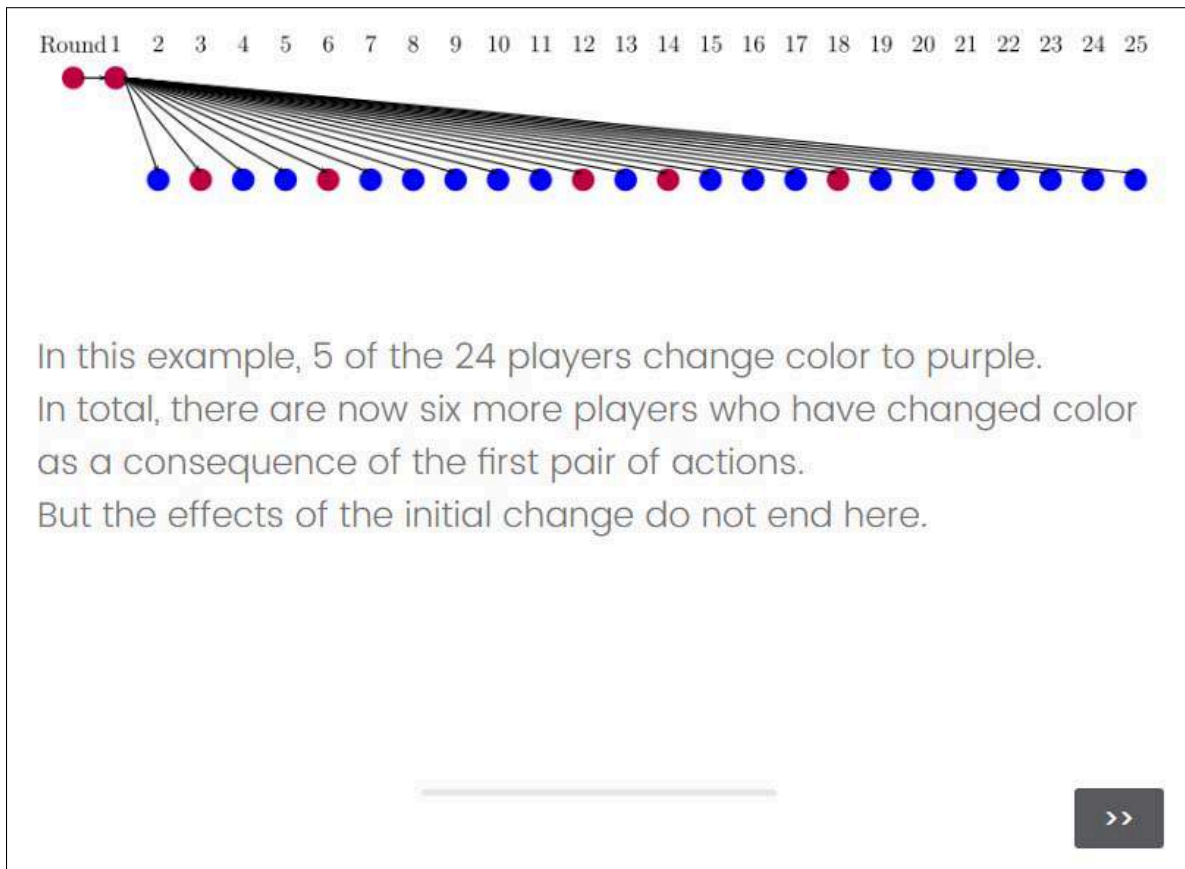 Round 1 2 3 4 5 6 7 8 9 10 11 12 13 14 15 16 17 18 19 20 21 22 23 24 25
In this example, 5 of the 24 players change color to purple.
In total, there are now six more players who have changed color
as a consequence of the first pair of actions.
But the effects of the initial change do not end here.
>>